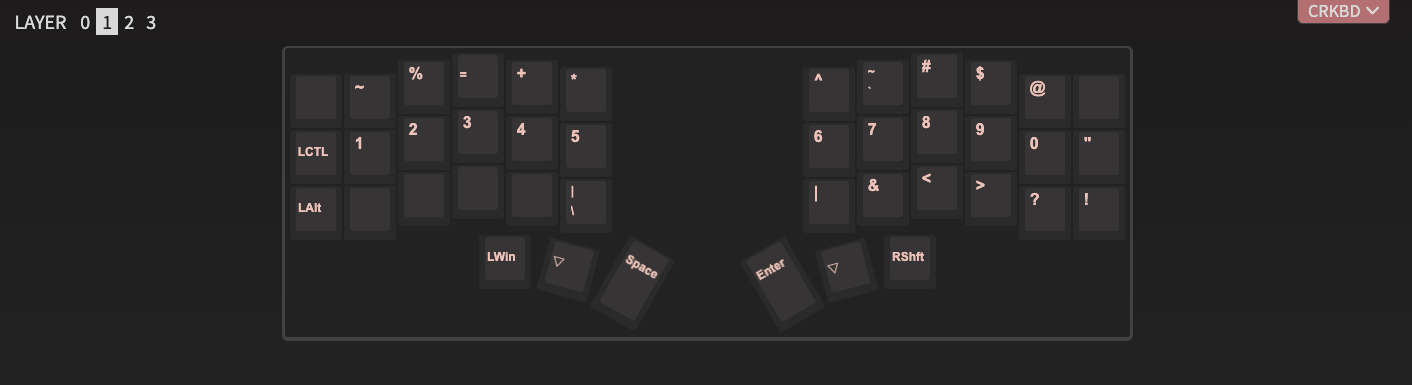 LAYER 0 1 2 3
CRKBD
~ % = + * ^ ~ # $ @
`
LCTL 1 2 3 4 5 6 7 8 9 0 "
LAlt | | & < > ? !
\
LWin ▽ Space Enter ▽ RShft